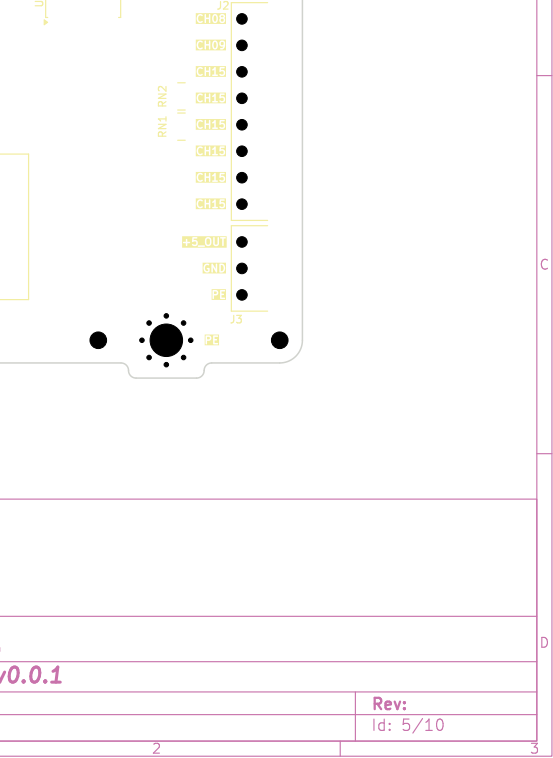 U
J2
CH08
CH09
CH15
CH15
CH15
CH15
CH15
CH15
RN2
RN1
+5_OUT
GND
PE
J3
PE
C
D
v0.0.1
Rev:
Id: 5/10
2
3